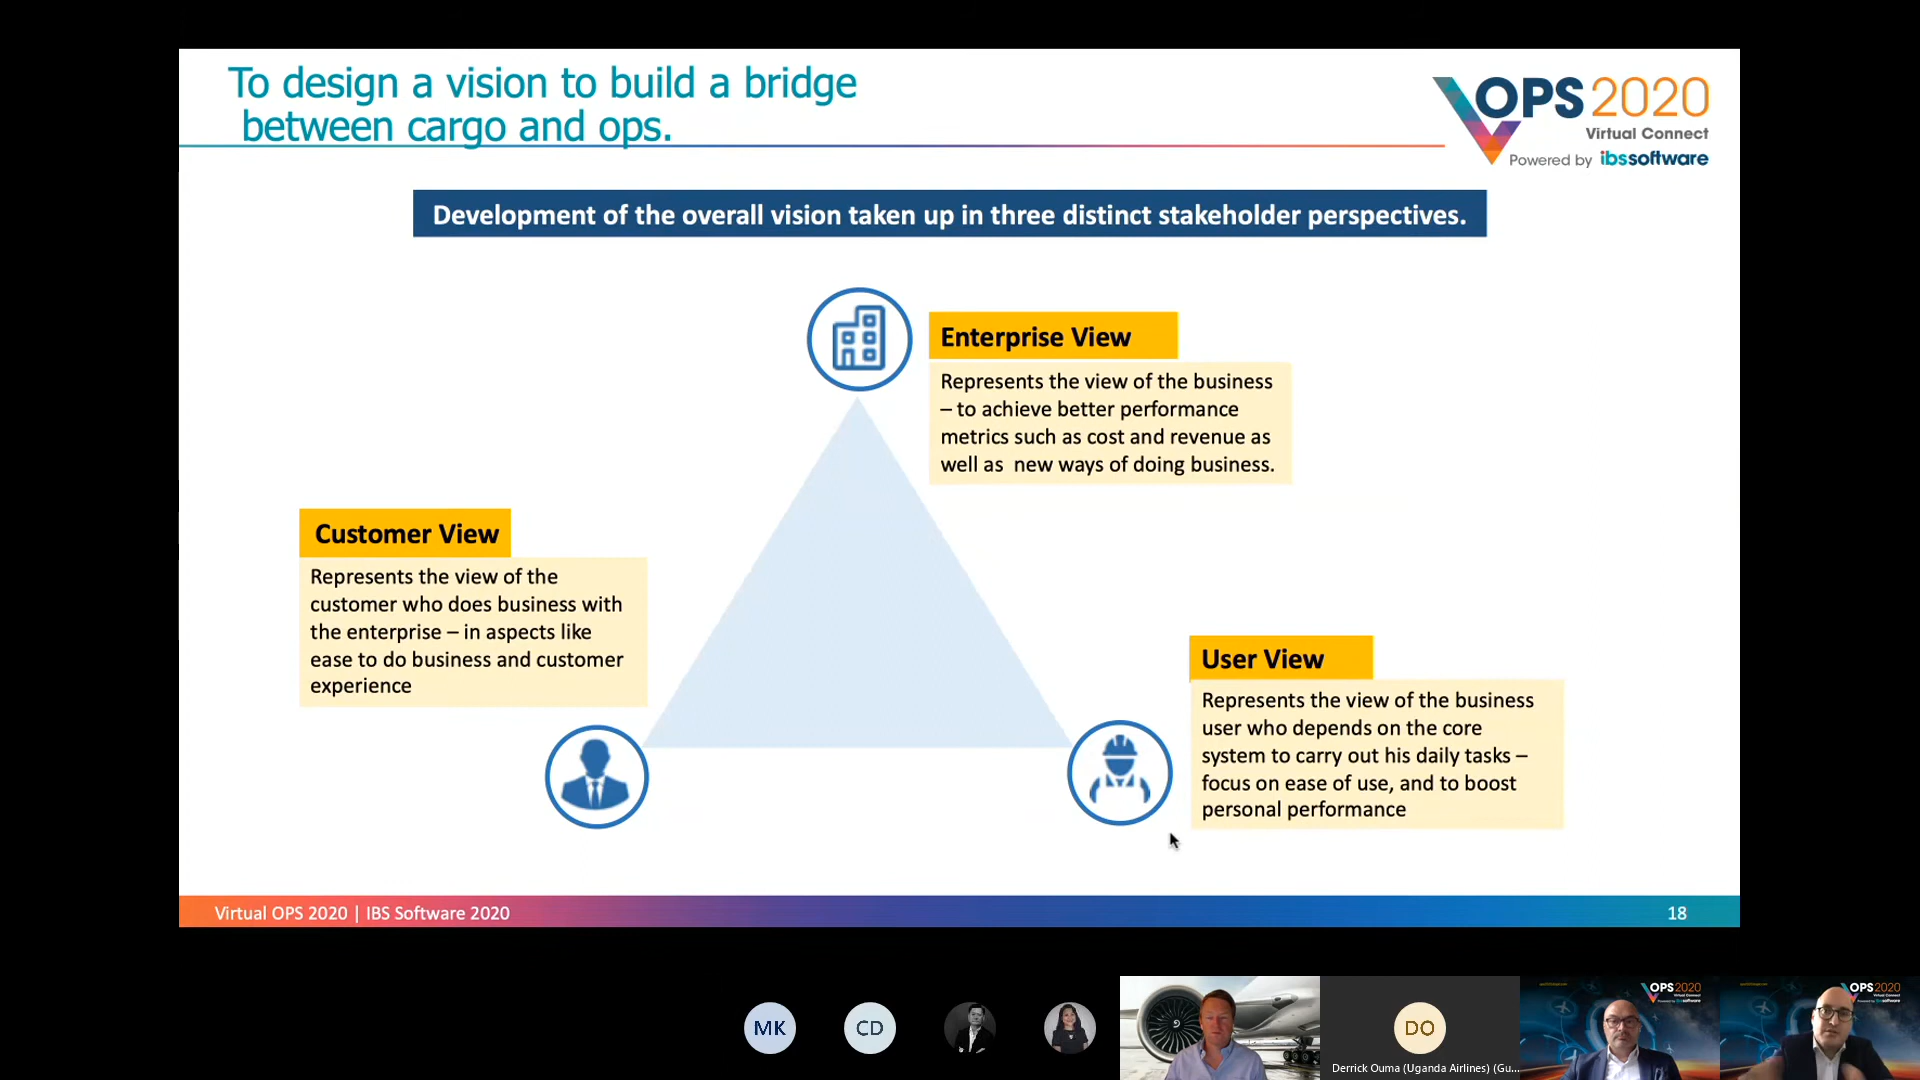 To design a vision to build a bridge
between cargo and ops.
VOPS 2020
Virtual Connect
Powered by ibssoftware
Development of the overall vision taken up in three distinct stakeholder perspectives.
Enterprise View
Represents the view of the business
– to achieve better performance
metrics such as cost and revenue as
well as new ways of doing business.
Customer View
Represents the view of the
customer who does business with
the enterprise – in aspects like
ease to do business and customer
experience
User View
Represents the view of the business
user who depends on the core
system to carry out his daily tasks –
focus on ease of use, and to boost
personal performance
Virtual OPS 2020 | IBS Software 2020
18
MK
CD
DO
Derrick Ouma (Uganda Airlines) (Gu...
VOPS 2020
VOPS 2020